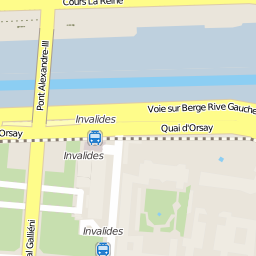 Cours La Reine
Pont Alexandre-III
Voie sur Berge Rive Gauche
Invalides
Quai d'Orsay
Orsay
Invalides
al Galliéni
Invalides